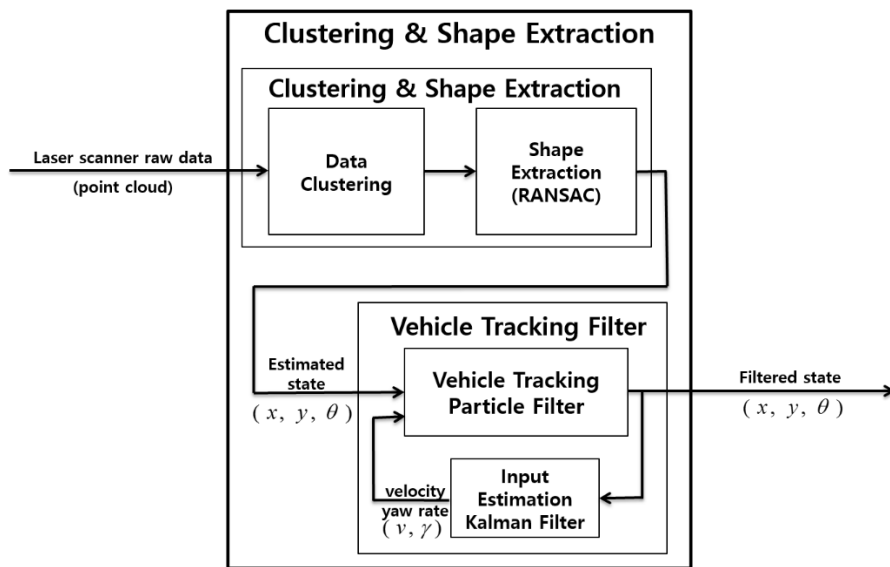 Clustering & Shape Extraction
Clustering & Shape Extraction
Laser scanner raw data
(point cloud)
Data
Clustering
Shape
Extraction
(RANSAC)
Vehicle Tracking Filter
Estimated
state
( x, y, θ )
Vehicle Tracking
Particle Filter
Filtered state
( x, y, θ )
velocity
yaw rate
( v, γ )
Input
Estimation
Kalman Filter